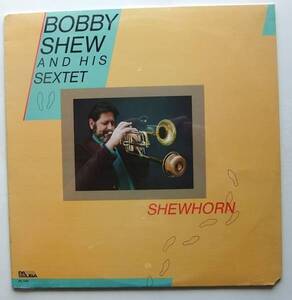 BOBBY
SHEW
AND HIS
SEXTET
SHEWHORN